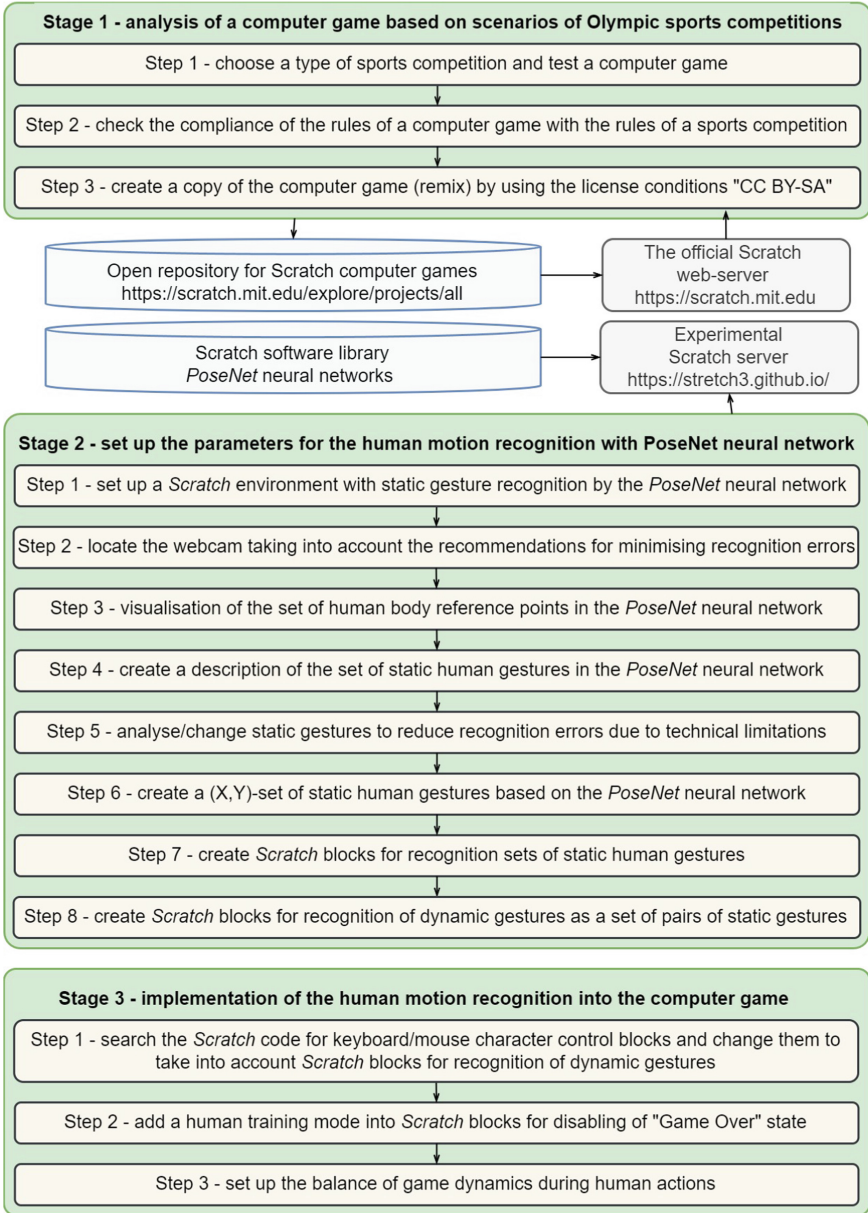 Stage 1 - analysis of a computer game based on scenarios of Olympic sports competitions
Step 1 - choose a type of sports competition and test a computer game
Step 2 - check the compliance of the rules of a computer game with the rules of a sports competition
Step 3 - create a copy of the computer game (remix) by using the license conditions "CC BY-SA"
Open repository for Scratch computer games
https://scratch.mit.edu/explore/projects/all
The official Scratch
web-server
https://scratch.mit.edu
Scratch software library
PoseNet neural networks
Experimental
Scratch server
https://stretch3.github.io/
Stage 2 - set up the parameters for the human motion recognition with PoseNet neural network
Step 1 - set up a Scratch environment with static gesture recognition by the PoseNet neural network
Step 2 - locate the webcam taking into account the recommendations for minimising recognition errors
Step 3 - visualisation of the set of human body reference points in the PoseNet neural network
Step 4 - create a description of the set of static human gestures in the PoseNet neural network
Step 5 - analyse/change static gestures to reduce recognition errors due to technical limitations
Step 6 - create a (X,Y)-set of static human gestures based on the PoseNet neural network
Step 7 - create Scratch blocks for recognition sets of static human gestures
Step 8 - create Scratch blocks for recognition of dynamic gestures as a set of pairs of static gestures
Stage 3 - implementation of the human motion recognition into the computer game
Step 1 - search the Scratch code for keyboard/mouse character control blocks and change them to
take into account Scratch blocks for recognition of dynamic gestures
Step 2 - add a human training mode into Scratch blocks for disabling of "Game Over" state
Step 3 - set up the balance of game dynamics during human actions